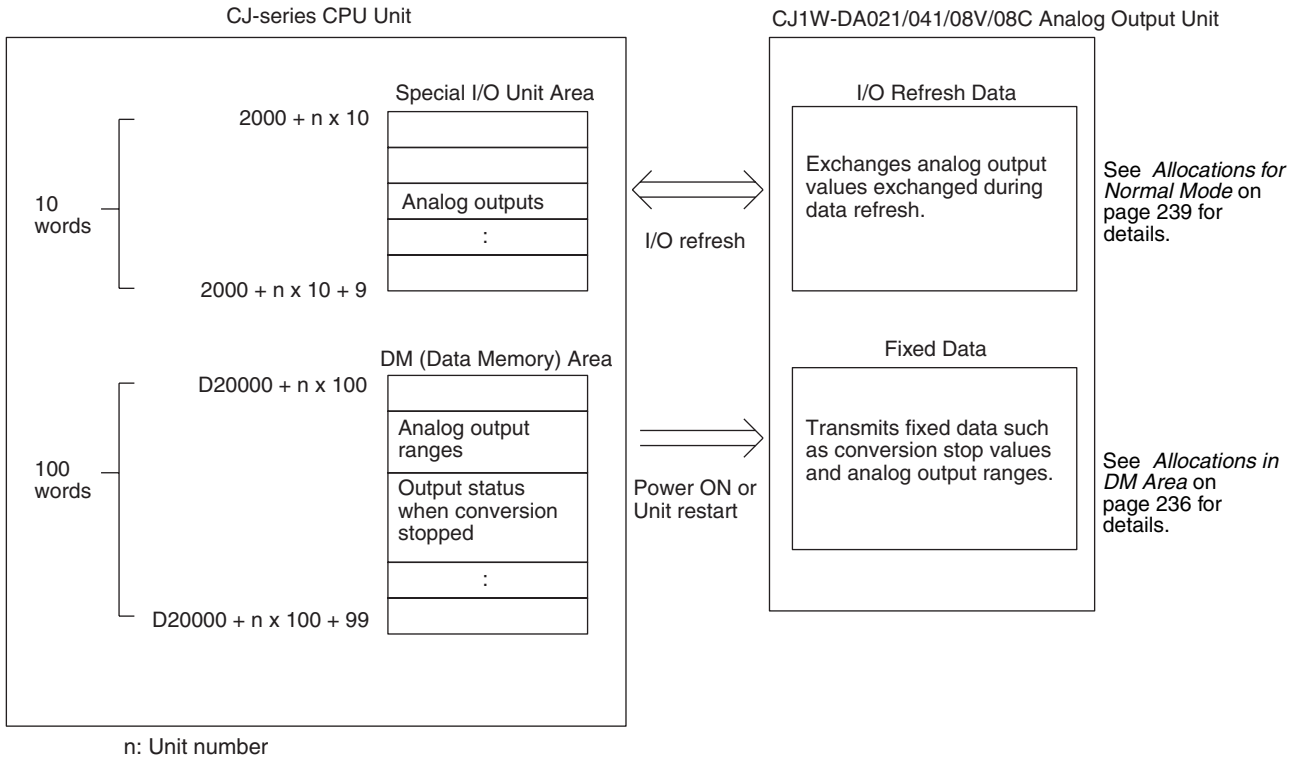 CJ-series CPU Unit
CJ1W-DA021/041/08V/08C Analog Output Unit
Special I/O Unit Area
2000 + n x 10
10
words
Analog outputs
:
2000 + n x 10 + 9
I/O refresh
I/O Refresh Data
Exchanges analog output
values exchanged during
data refresh.
See Allocations for
Normal Mode on
page 239 for
details.
DM (Data Memory) Area
D20000 + n x 100
100
words
Analog output
ranges
Output status
when conversion
stopped
:
D20000 + n x 100 + 99
Power ON or
Unit restart
Fixed Data
Transmits fixed data such
as conversion stop values
and analog output ranges.
See Allocations in
DM Area on
page 236 for
details.
n: Unit number